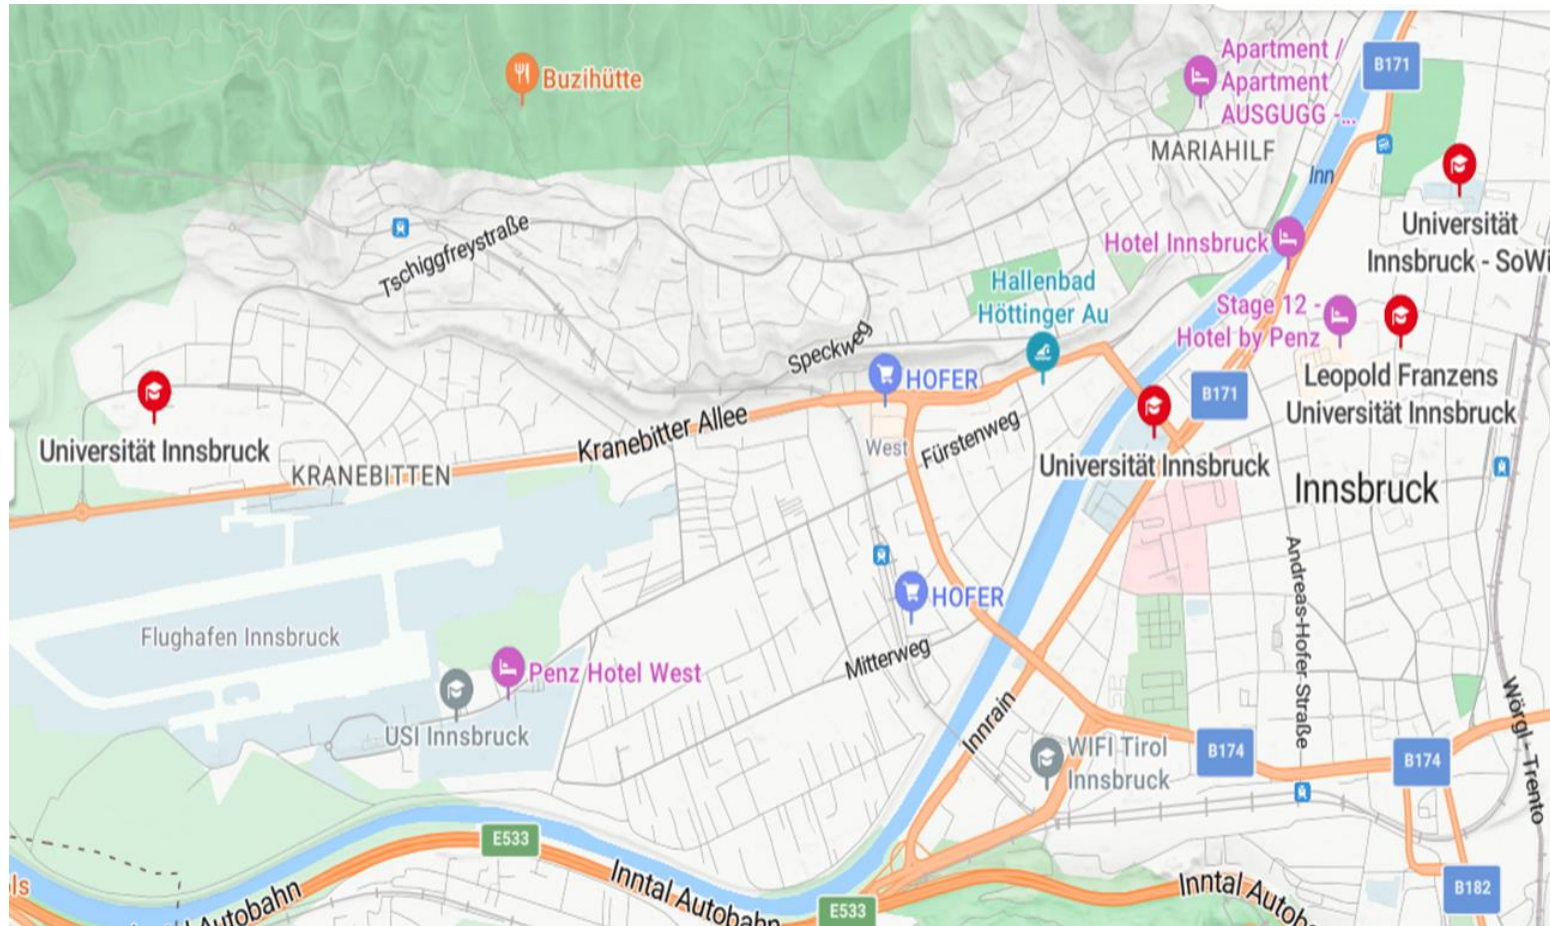 Apartment /
Apartment
AUSGUGG -...
B171
Buzihütte
MARIAHILF
Inn
Universität
Innsbruck - SoWi
Tschiggfreystraße
Hotel Innsbruck
Hallenbad
Höttinger Au
Stage 12 -
Hotel by Penz
Speckweg
HOFER
Leopold Franzens
Universität Innsbruck
B171
Kranebitter Allee
Universität Innsbruck
KRANEBITTEN
West
Fürstenweg
Universität Innsbruck
Innsbruck
Andreas-Hofer-Straße
HOFER
Flughafen Innsbruck
Mitterweg
Penz Hotel West
USI Innsbruck
Innrain
WIFI Tirol
Innsbruck
B174
B174
Wörgl - Trento
E533
Inntal Autobahn
ls
Autobahn
E533
Inntal Autob
B182